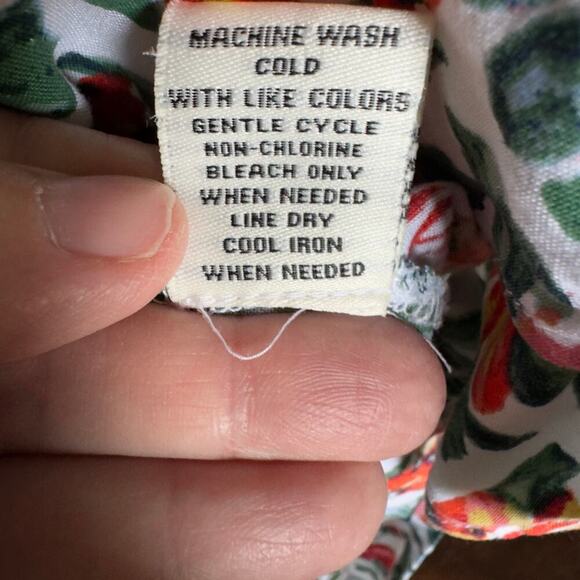 MACHINE WASH
COLD
WITH LIKE COLORS
GENTLE CYCLE
NON-CHLORINE
BLEACH ONLY
WHEN NEEDED
LINE DRY
COOL IRON
WHEN NEEDED